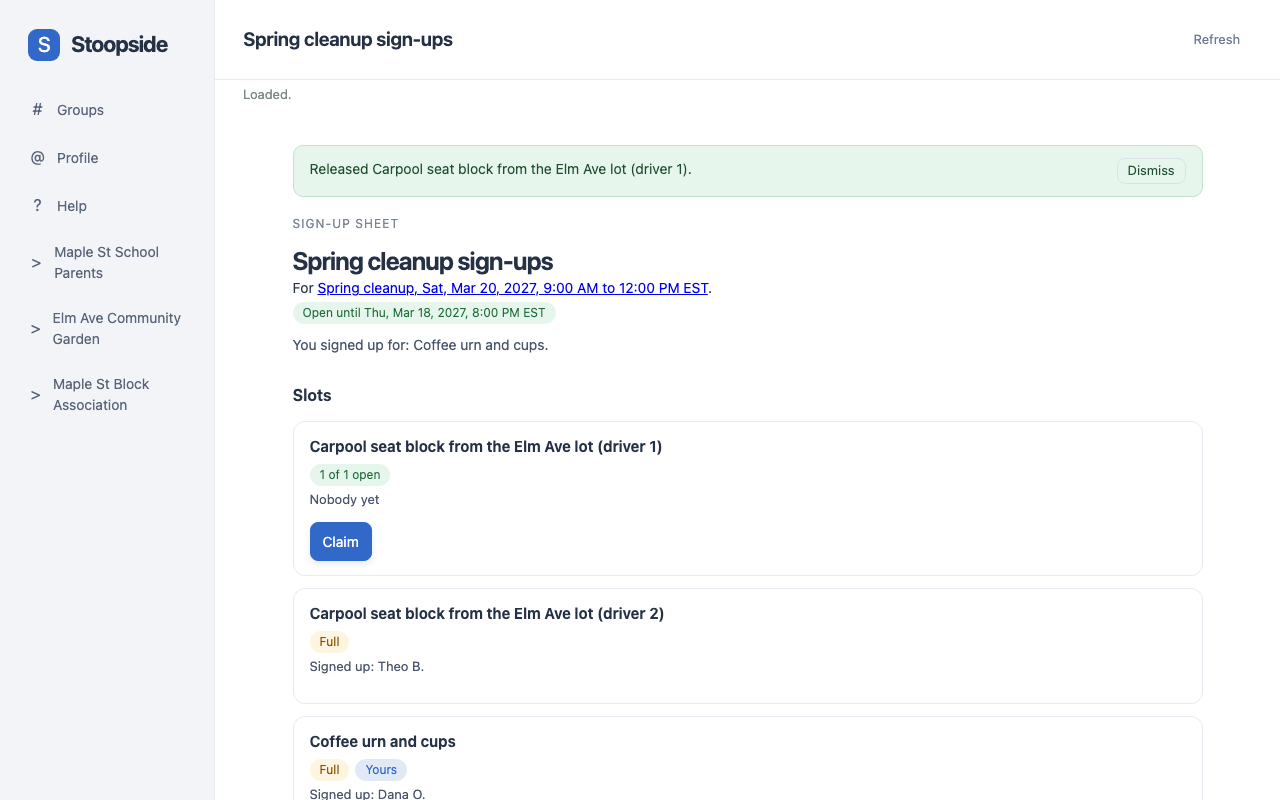 S Stoopside
# Groups
@ Profile
? Help
> Maple St School
Parents
> Elm Ave Community
Garden
> Maple St Block
Association
Spring cleanup sign-ups
Refresh
Loaded.
Released Carpool seat block from the Elm Ave lot (driver 1).
Dismiss
SIGN-UP SHEET
Spring cleanup sign-ups
For Spring cleanup, Sat, Mar 20, 2027, 9:00 AM to 12:00 PM EST.
Open until Thu, Mar 18, 2027, 8:00 PM EST
You signed up for: Coffee urn and cups.
Slots
Carpool seat block from the Elm Ave lot (driver 1)
1 of 1 open
Nobody yet
Claim
Carpool seat block from the Elm Ave lot (driver 2)
Full
Signed up: Theo B.
Coffee urn and cups
Full Yours
Signed up: Dana O.